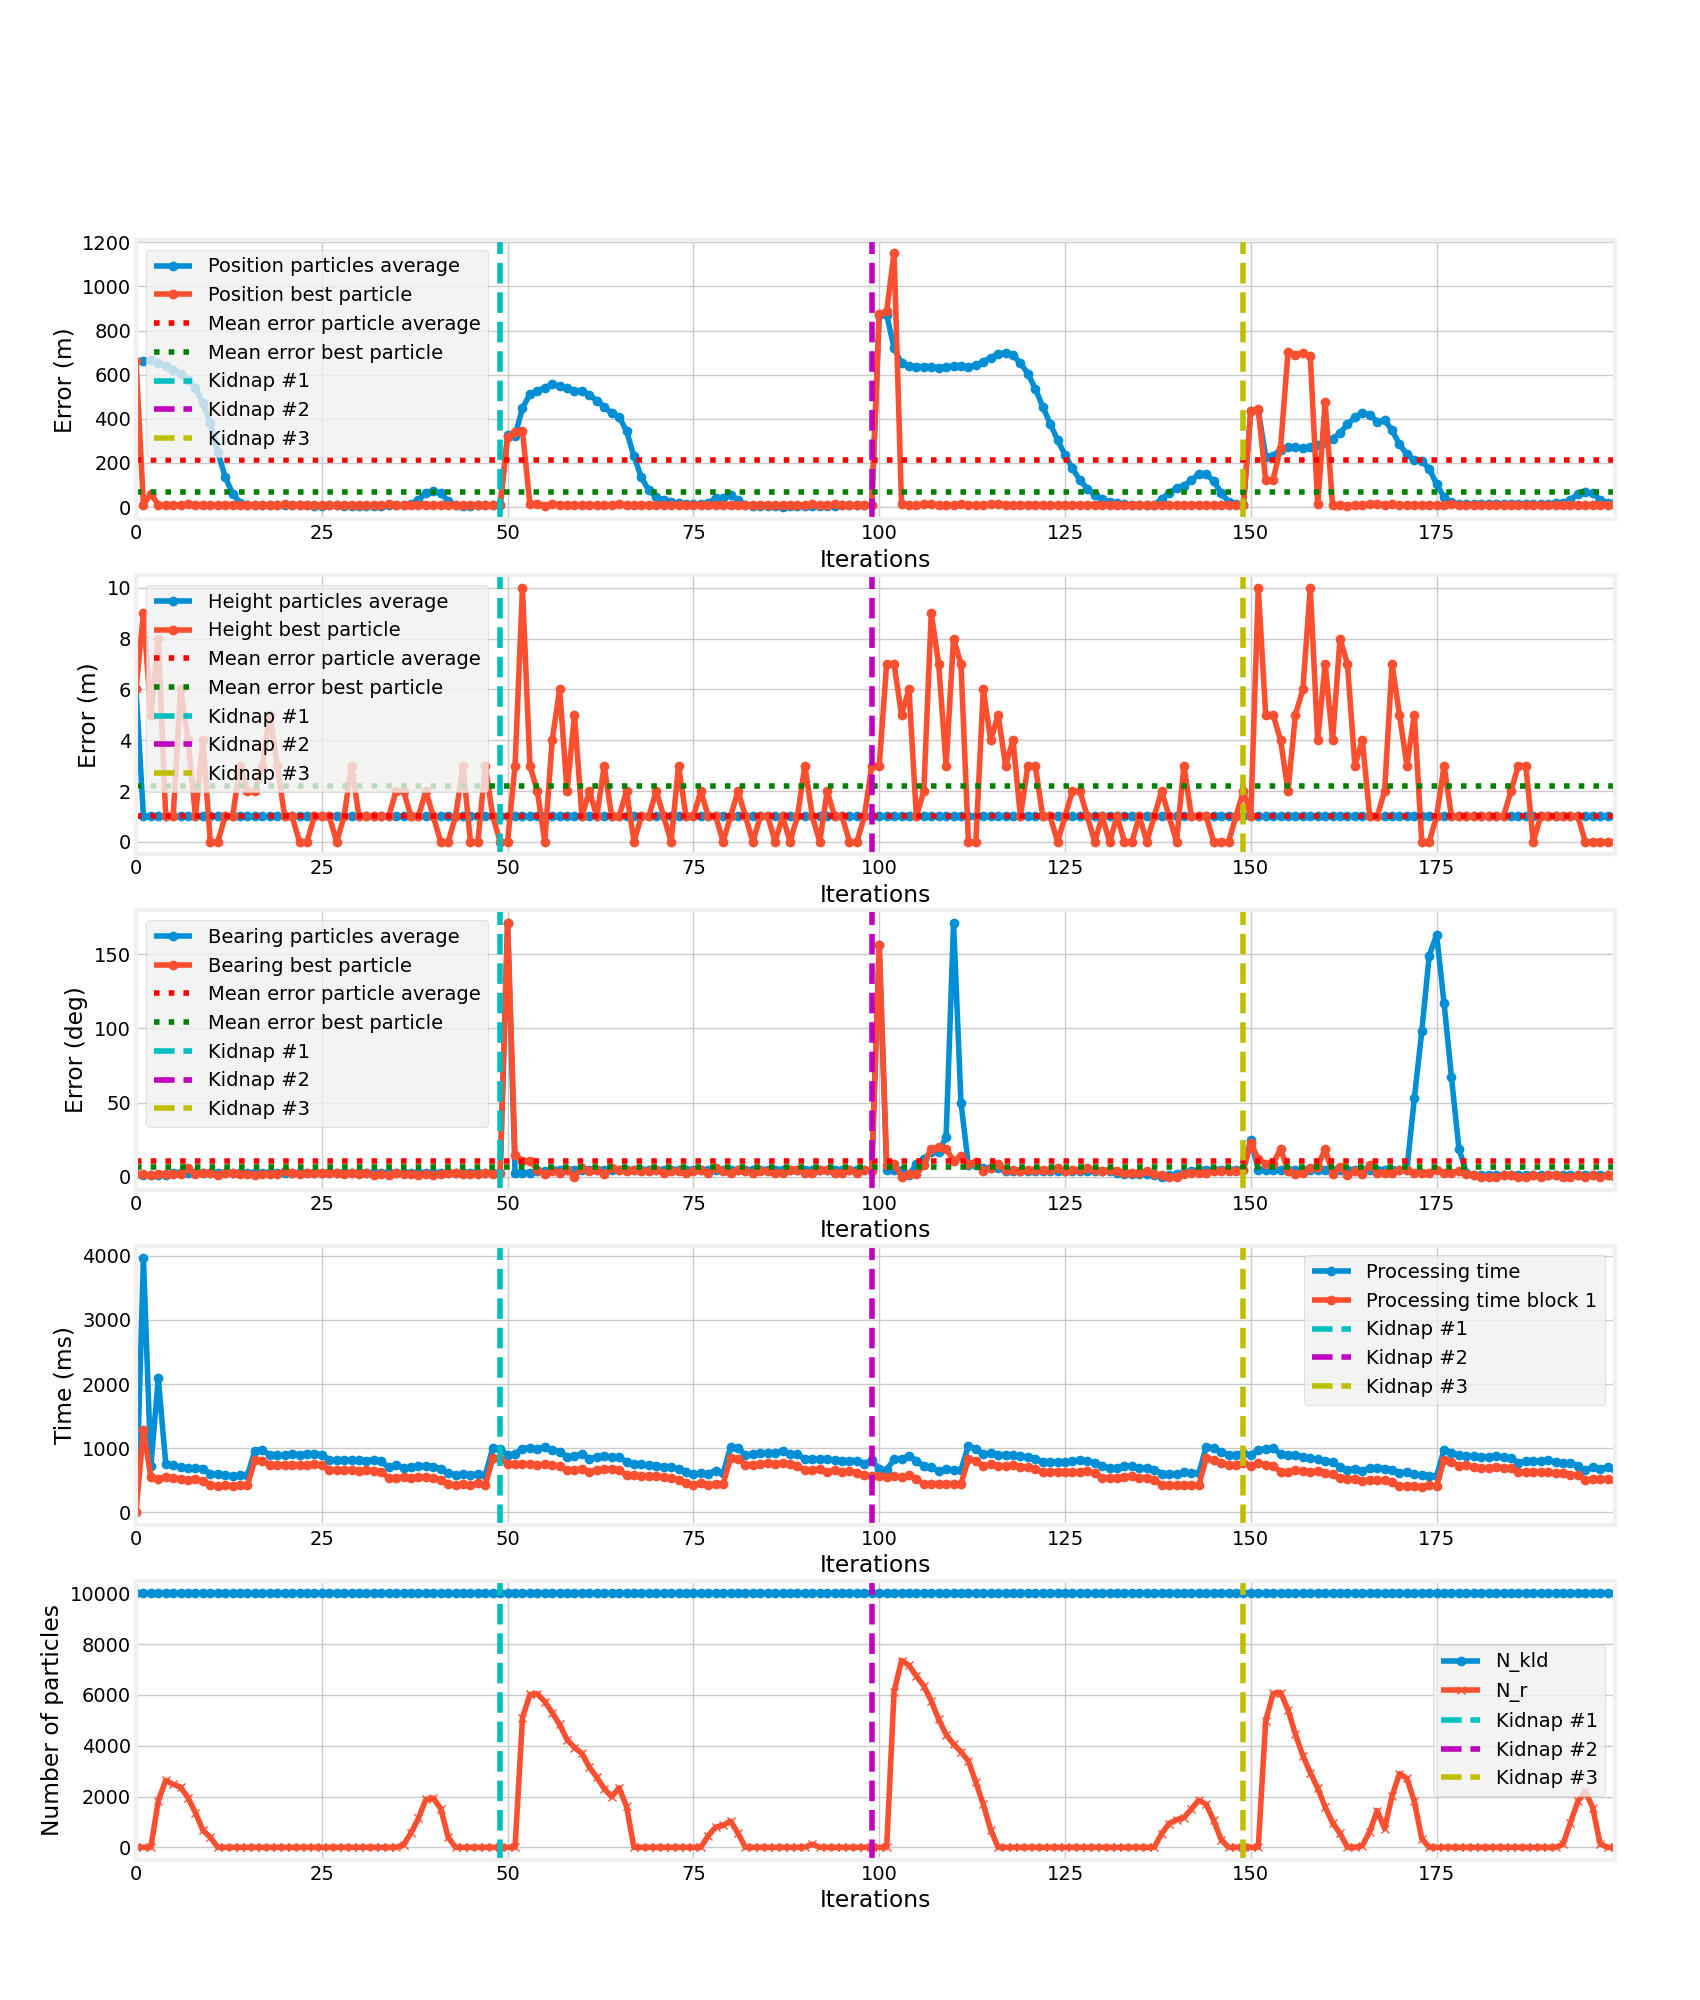 1200
1000
800
600
400
200
0
Error (m)
Position particles average
Position best particle
Mean error particle average
Mean error best particle
Kidnap #1
Kidnap #2
Kidnap #3
0 25 50 75 100 125 150 175
Iterations
10
8
6
4
2
0
Error (m)
Height particles average
Height best particle
Mean error particle average
Mean error best particle
Kidnap #1
Kidnap #2
Kidnap #3
0 25 50 75 100 125 150 175
Iterations
150
100
50
0
Error (deg)
Bearing particles average
Bearing best particle
Mean error particle average
Mean error best particle
Kidnap #1
Kidnap #2
Kidnap #3
0 25 50 75 100 125 150 175
Iterations
4000
3000
2000
1000
0
Time (ms)
Processing time
Processing time block 1
Kidnap #1
Kidnap #2
Kidnap #3
0 25 50 75 100 125 150 175
Iterations
10000
8000
6000
4000
2000
0
Number of particles
N_kld
N_r
Kidnap #1
Kidnap #2
Kidnap #3
0 25 50 75 100 125 150 175
Iterations